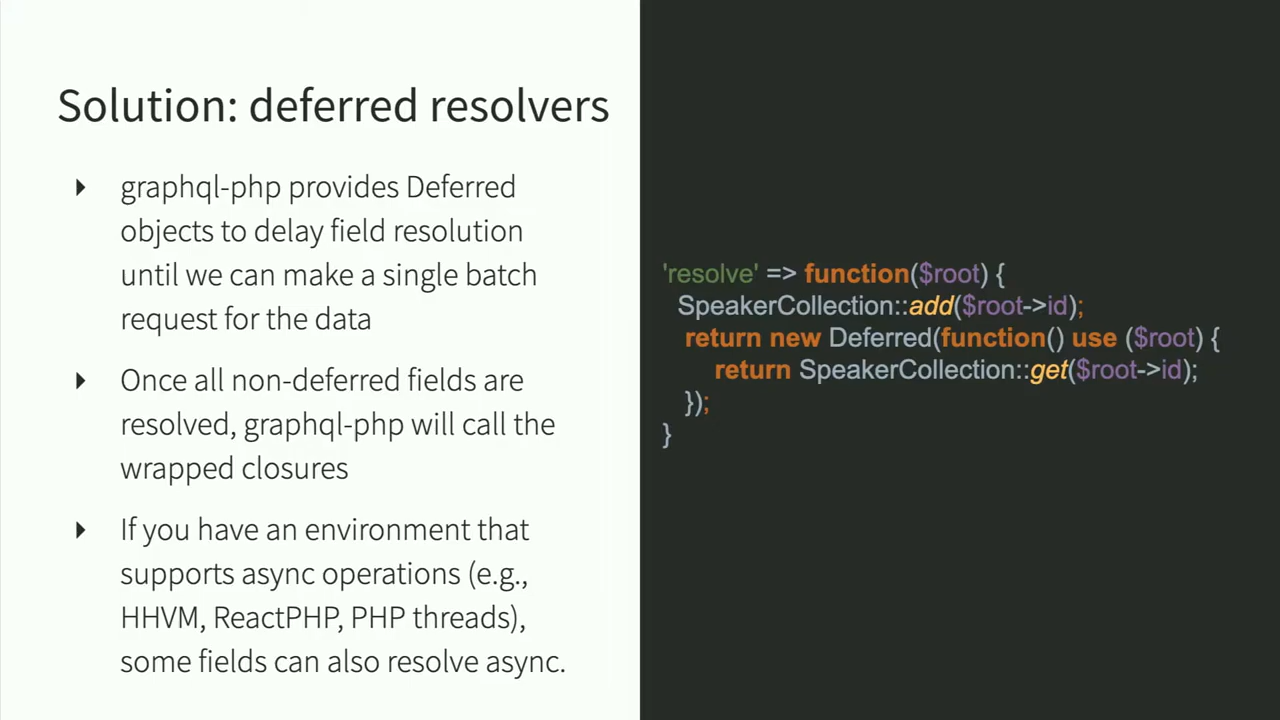 Solution: deferred resolvers
graphql-php provides Deferred
objects to delay field resolution
until we can make a single batch
request for the data
Once all non-deferred fields are
resolved, graphql-php will call the
wrapped closures
If you have an environment that
supports async operations (e.g.,
HHVM, ReactPHP, PHP threads),
some fields can also resolve async.
'resolve' => function($root) {
SpeakerCollection::add($root->id);
return new Deferred(function() use ($root) {
return SpeakerCollection::get($root->id);
});
}